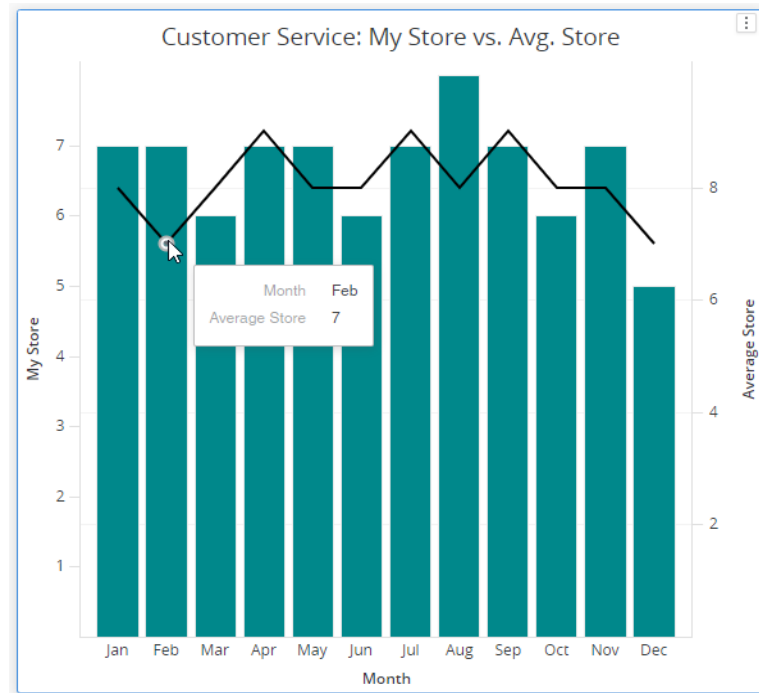 Customer Service: My Store vs. Avg. Store
7
6
5
4
3
2
1
My Store
8
6
4
2
Average Store
Month Feb
Average Store 7
Jan Feb Mar Apr May Jun Jul Aug Sep Oct Nov Dec
Month